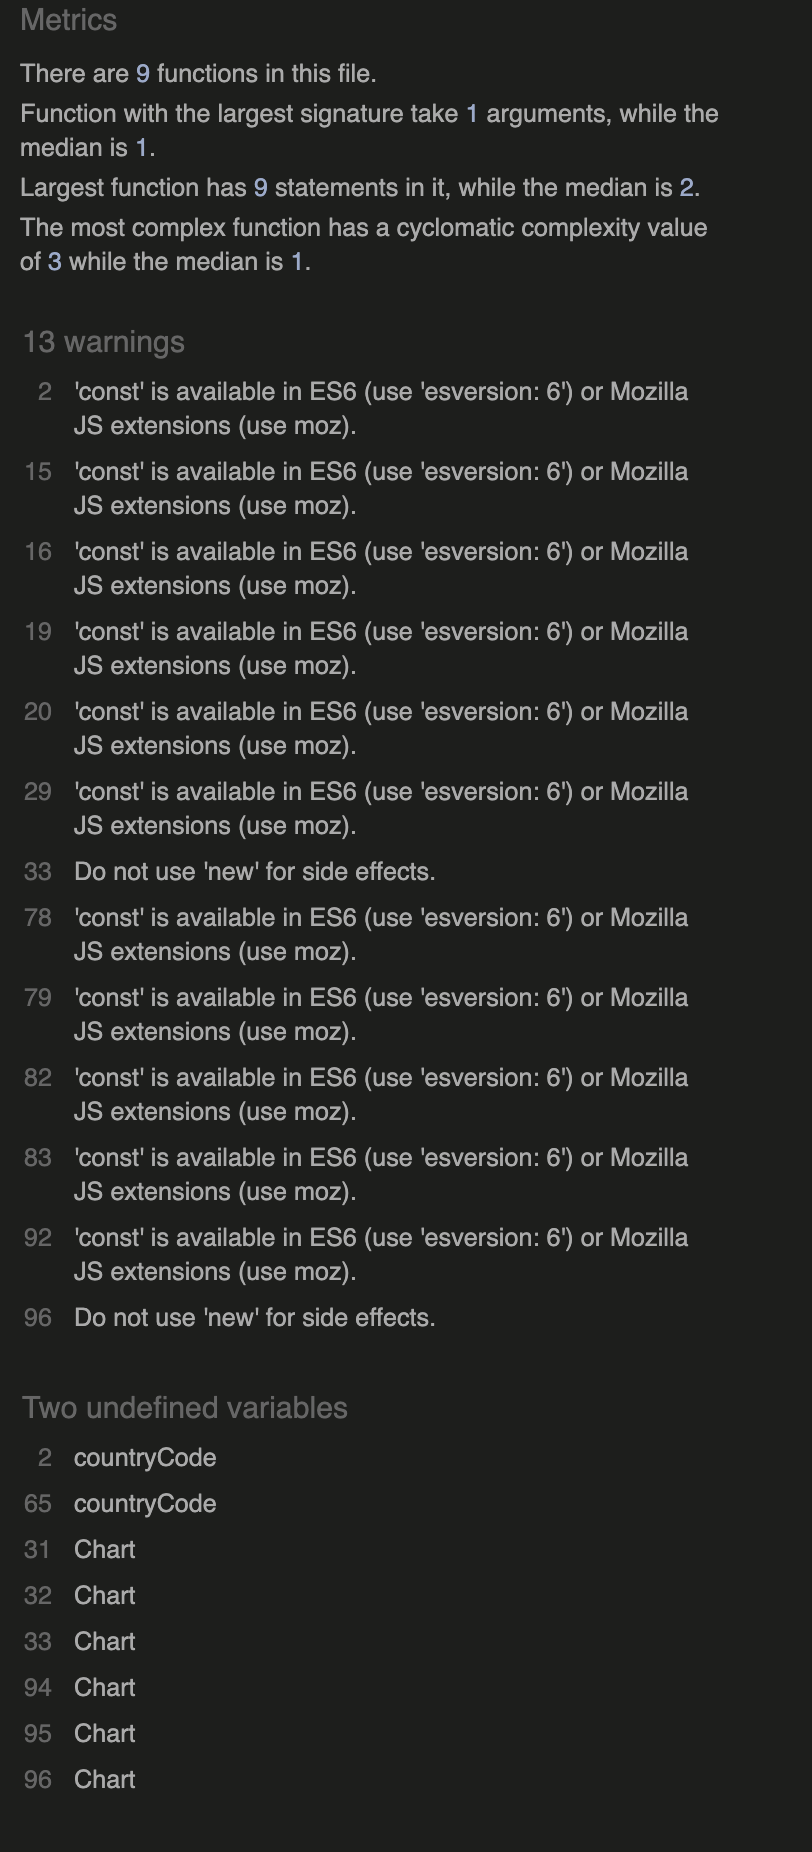 Metrics
There are 9 functions in this file.
Function with the largest signature take 1 arguments, while the
median is 1.
Largest function has 9 statements in it, while the median is 2.
The most complex function has a cyclomatic complexity value
of 3 while the median is 1.
13 warnings
2 'const' is available in ES6 (use 'esversion: 6') or Mozilla
JS extensions (use moz).
15 'const' is available in ES6 (use 'esversion: 6') or Mozilla
JS extensions (use moz).
16 'const' is available in ES6 (use 'esversion: 6') or Mozilla
JS extensions (use moz).
19 'const' is available in ES6 (use 'esversion: 6') or Mozilla
JS extensions (use moz).
20 'const' is available in ES6 (use 'esversion: 6') or Mozilla
JS extensions (use moz).
29 'const' is available in ES6 (use 'esversion: 6') or Mozilla
JS extensions (use moz).
33 Do not use 'new' for side effects.
78 'const' is available in ES6 (use 'esversion: 6') or Mozilla
JS extensions (use moz).
79 'const' is available in ES6 (use 'esversion: 6') or Mozilla
JS extensions (use moz).
82 'const' is available in ES6 (use 'esversion: 6') or Mozilla
JS extensions (use moz).
83 'const' is available in ES6 (use 'esversion: 6') or Mozilla
JS extensions (use moz).
92 'const' is available in ES6 (use 'esversion: 6') or Mozilla
JS extensions (use moz).
96 Do not use 'new' for side effects.
Two undefined variables
2 countryCode
65 countryCode
31 Chart
32 Chart
33 Chart
94 Chart
95 Chart
96 Chart